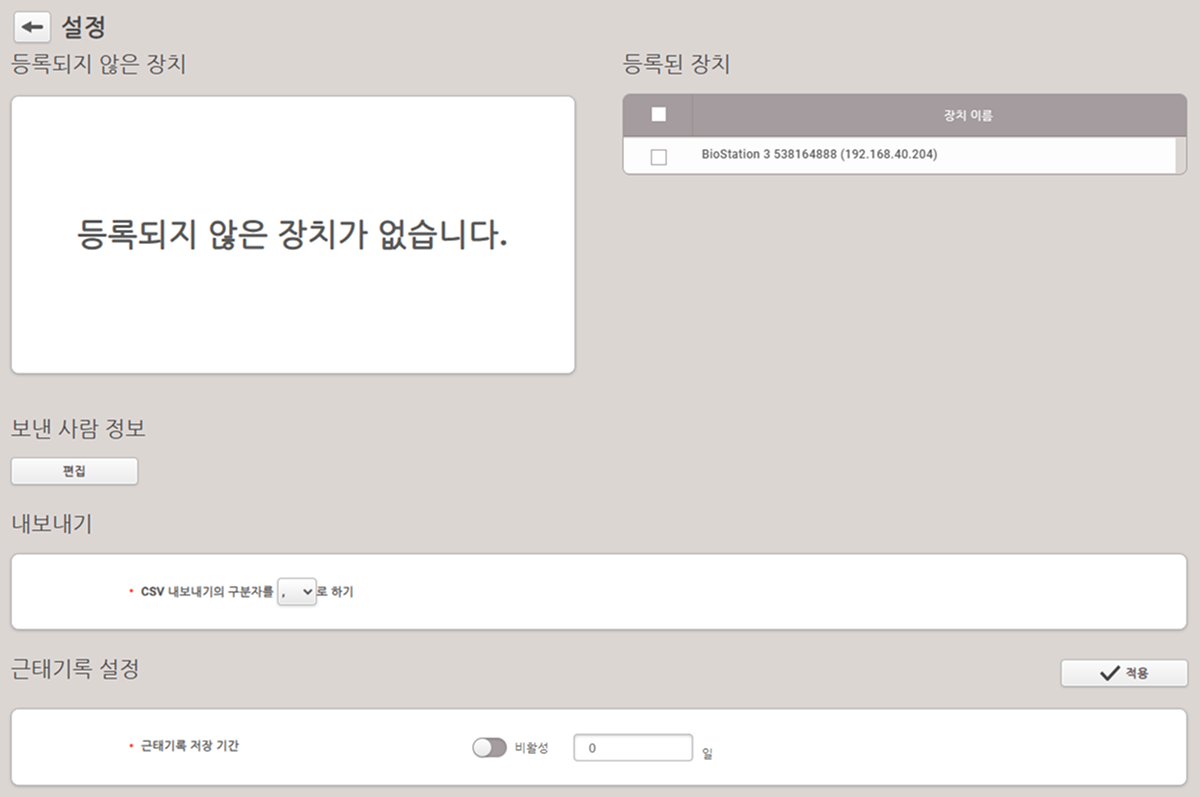 설정
등록되지 않은 장치
등록되지 않은 장치가 없습니다.
등록된 장치
장치 이름
BioStation 3 538164888 (192.168.40.204)
보낸 사람 정보
편집
내보내기
CSV 내보내기의 구분자를 , 로 하기
근태기록 설정
적용
근태기록 저장 기간 비활성 0 일